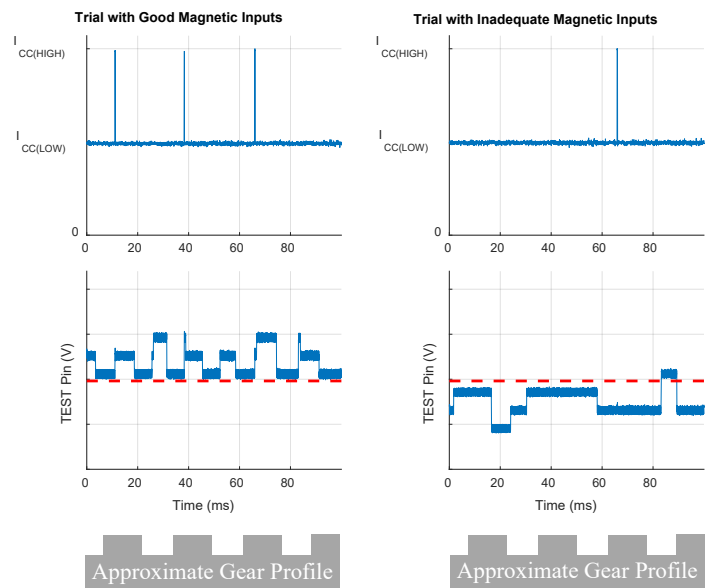 Trial with Good Magnetic Inputs
I CC(HIGH)
I CC(LOW)
0
0 20 40 60 80
TEST Pin (V)
0 20 40 60 80
Time (ms)
Approximate Gear Profile
Trial with Inadequate Magnetic Inputs
I CC(HIGH)
I CC(LOW)
0
0 20 40 60 80
TEST Pin (V)
0 20 40 60 80
Time (ms)
Approximate Gear Profile